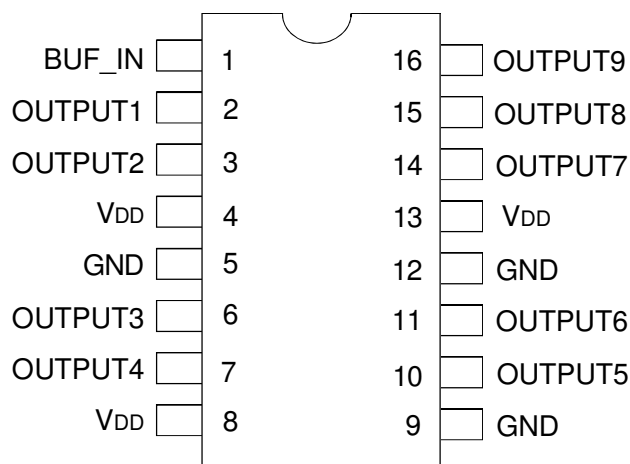 BUF_IN 1 16 OUTPUT9
OUTPUT1 2 15 OUTPUT8
OUTPUT2 3 14 OUTPUT7
VDD 4 13 VDD
GND 5 12 GND
OUTPUT3 6 11 OUTPUT6
OUTPUT4 7 10 OUTPUT5
VDD 8 9 GND